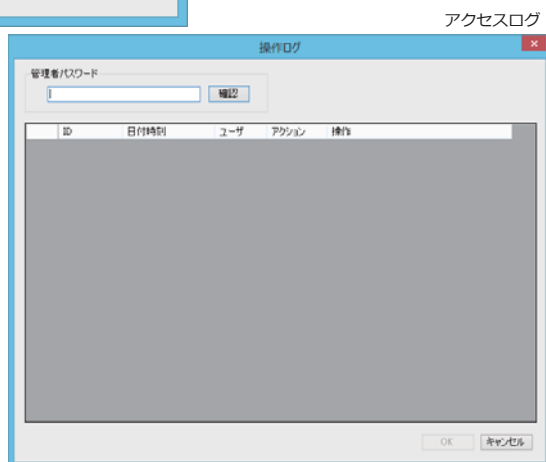 アクセスログ
操作ログ
管理者パスワード
確認
ID 日付時刻 ユーザ アクション 操作
OK キャンセル